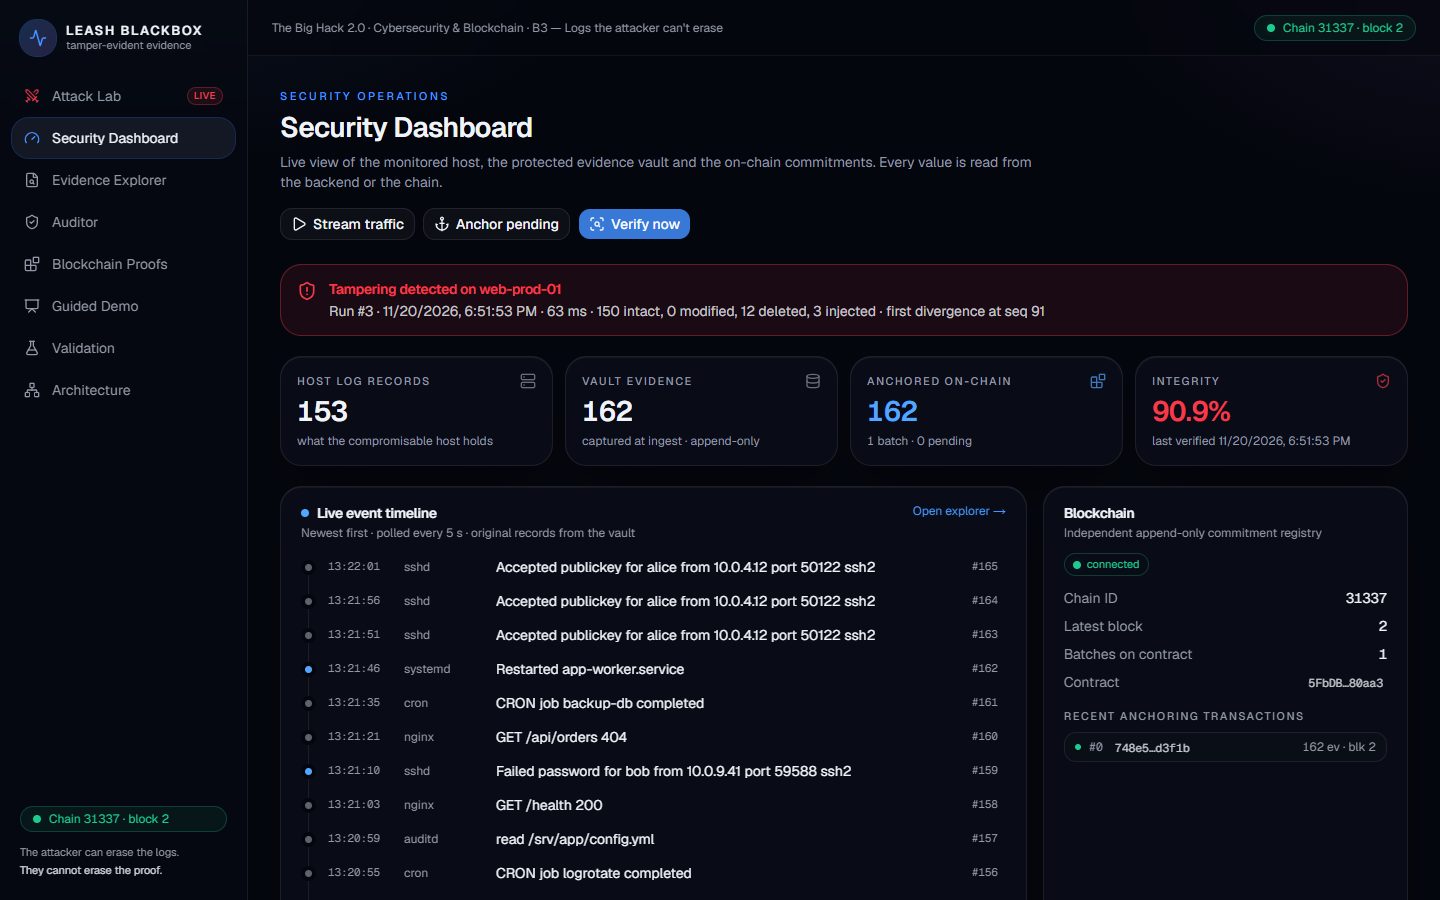 LEASH BLACKBOX
tamper-evident evidence
The Big Hack 2.0 · Cybersecurity & Blockchain · B3 — Logs the attacker can't erase
Chain 31337 · block 2
Attack Lab
LIVE
Security Dashboard
Evidence Explorer
Auditor
Blockchain Proofs
Guided Demo
Validation
Architecture
Chain 31337 · block 2
The attacker can erase the logs.
They cannot erase the proof.
SECURITY OPERATIONS
Security Dashboard
Live view of the monitored host, the protected evidence vault and the on-chain commitments. Every value is read from
the backend or the chain.
Stream traffic
Anchor pending
Verify now
Tampering detected on web-prod-01
Run #3 · 11/20/2026, 6:51:53 PM · 63 ms · 150 intact, 0 modified, 12 deleted, 3 injected · first divergence at seq 91
HOST LOG RECORDS
153
what the compromisable host holds
VAULT EVIDENCE
162
captured at ingest · append-only
ANCHORED ON-CHAIN
162
1 batch · 0 pending
INTEGRITY
90.9%
last verified 11/20/2026, 6:51:53 PM
Live event timeline
Open explorer →
Newest first · polled every 5 s · original records from the vault
13:22:01 sshd Accepted publickey for alice from 10.0.4.12 port 50122 ssh2 #165
13:21:56 sshd Accepted publickey for alice from 10.0.4.12 port 50122 ssh2 #164
13:21:51 sshd Accepted publickey for alice from 10.0.4.12 port 50122 ssh2 #163
13:21:46 systemd Restarted app-worker.service #162
13:21:35 cron CRON job backup-db completed #161
13:21:21 nginx GET /api/orders 404 #160
13:21:10 sshd Failed password for bob from 10.0.9.41 port 59588 ssh2 #159
13:21:03 nginx GET /health 200 #158
13:20:59 auditd read /srv/app/config.yml #157
13:20:55 cron CRON job logrotate completed #156
Blockchain
Independent append-only commitment registry
connected
Chain ID 31337
Latest block 2
Batches on contract 1
Contract 5FbDB…80aa3
RECENT ANCHORING TRANSACTIONS
#0 748e5…d3f1b 162 ev · blk 2